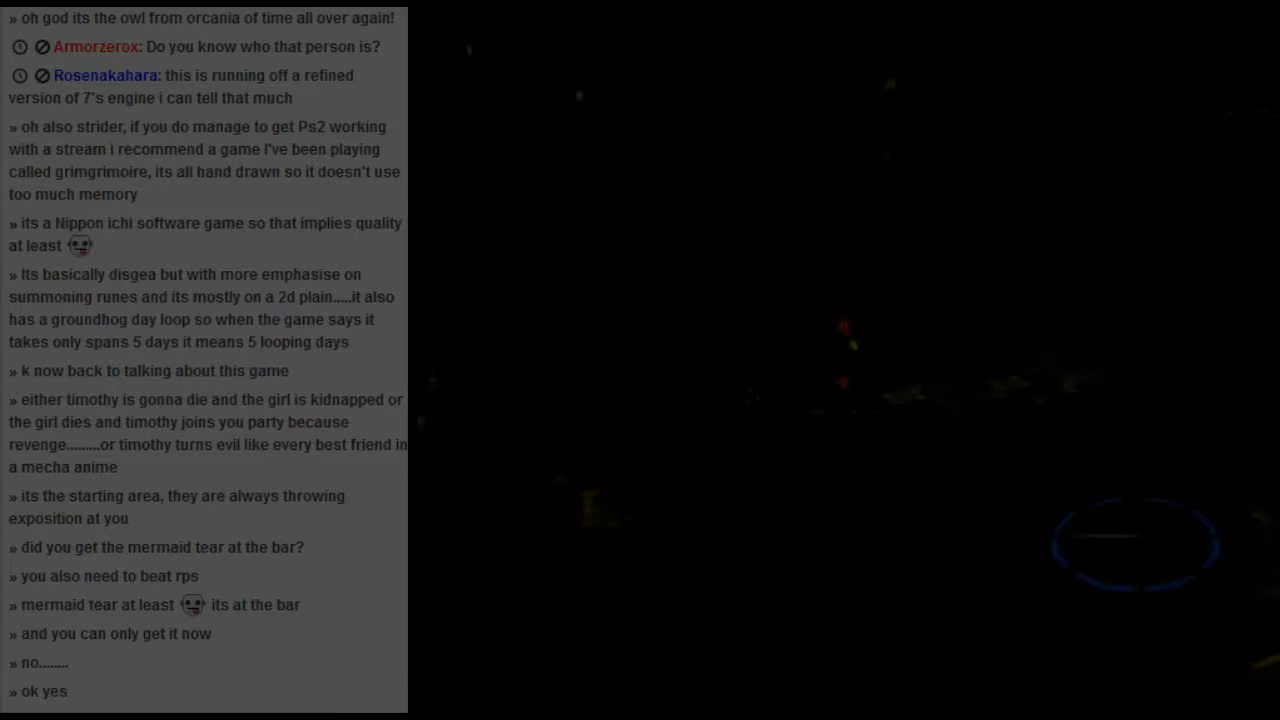 » oh god its the owl from orcania of time all over again!
Armorzerox: Do you know who that person is?
Rosenakahara: this is running off a refined
version of 7's engine i can tell that much
» oh also strider, if you do manage to get Ps2 working
with a stream i recommend a game I've been playing
called grimgrimoire, its all hand drawn so it doesn't use
too much memory
» its a Nippon ichi software game so that implies quality
at least
» Its basically disgea but with more emphasise on
summoning runes and its mostly on a 2d plain.....it also
has a groundhog day loop so when the game says it
takes only spans 5 days it means 5 looping days
» k now back to talking about this game
» either timothy is gonna die and the girl is kidnapped or
the girl dies and timothy joins you party because
revenge.........or timothy turns evil like every best friend in
a mecha anime
» its the starting area, they are always throwing
exposition at you
» did you get the mermaid tear at the bar?
» you also need to beat rps
» mermaid tear at least its at the bar
» and you can only get it now
» no........
» ok yes